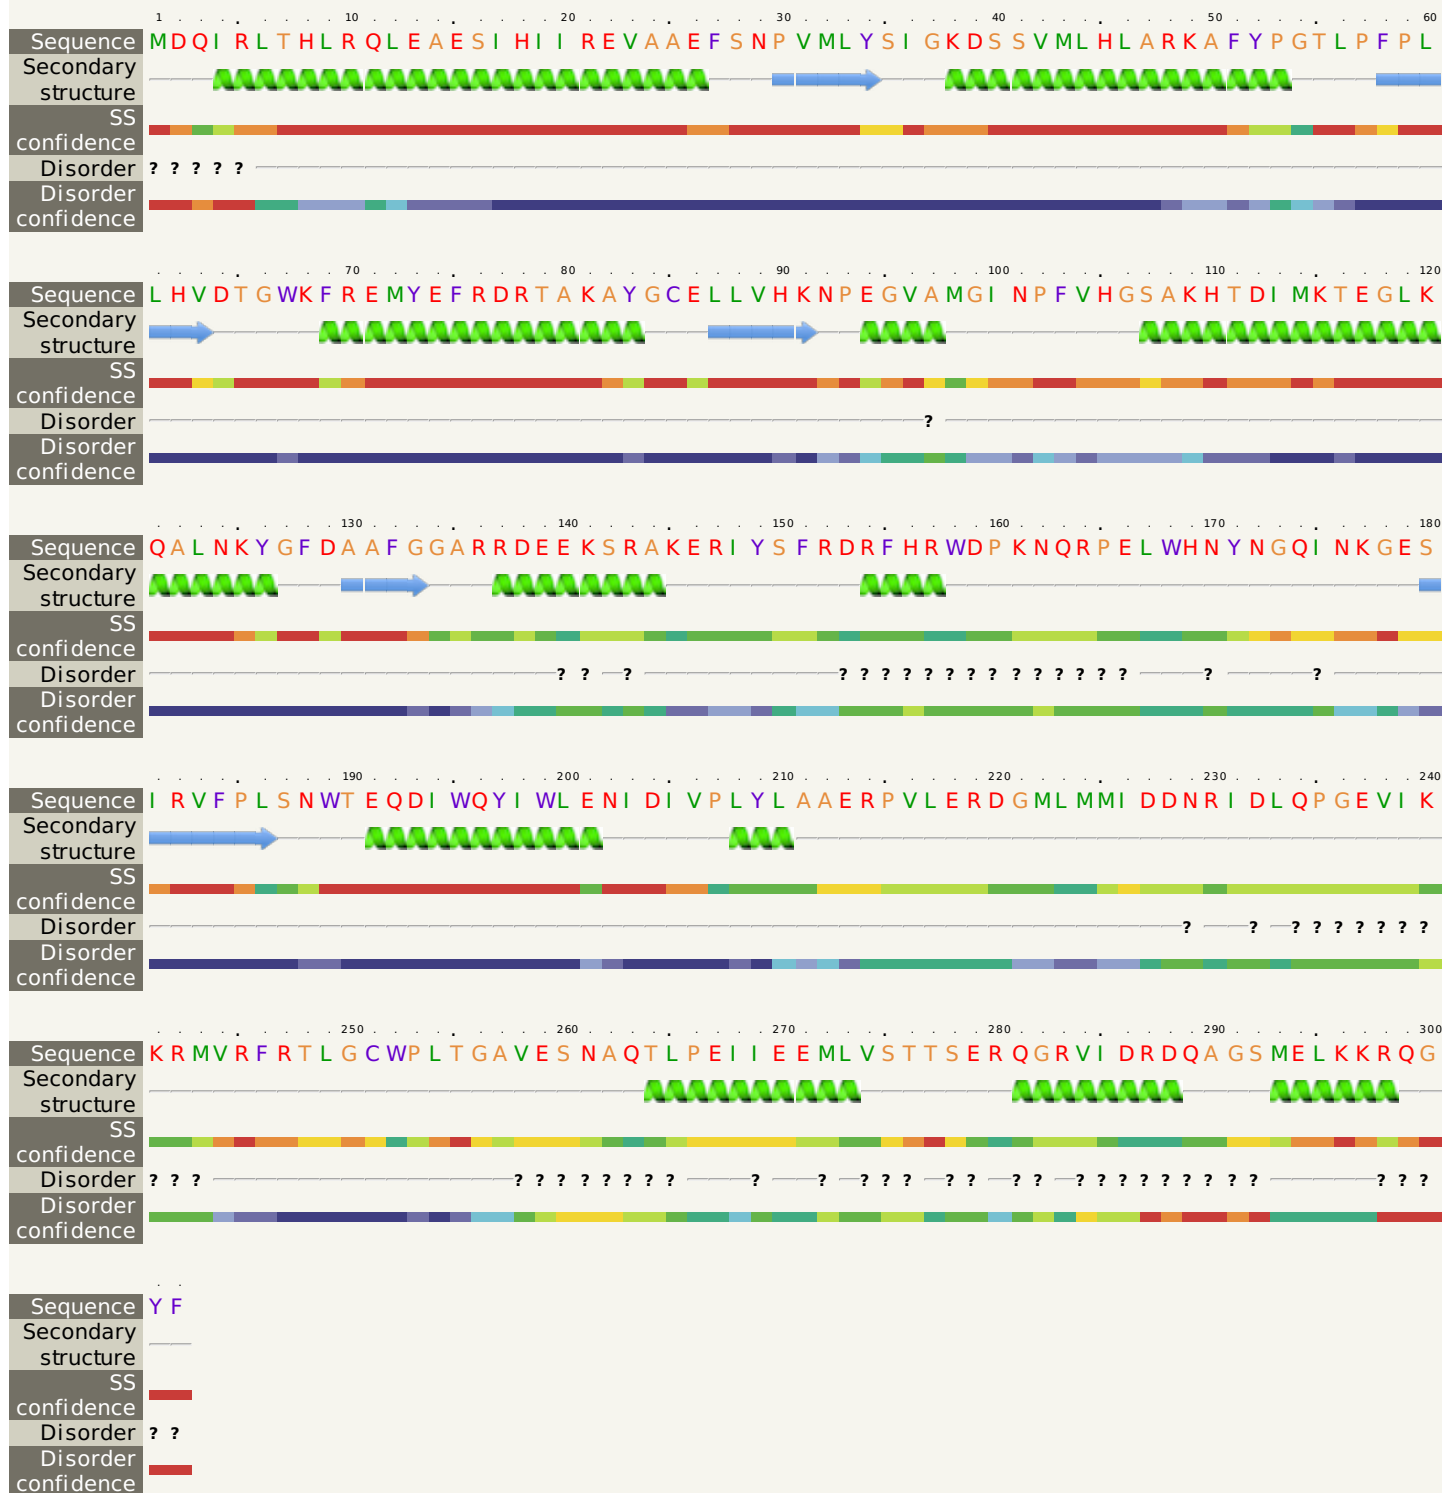 1 10 20 30 40 50 60
Sequence MDQIRLTHLRQLEAESIHIIREVAAEFSNPVMLYSIGKDSSVMLHLARKAFYPGTLPFPL
Secondary
structure
SS
confidence
Disorder ? ? ? ? ?
Disorder
confidence
70 80 90 100 110 120
Sequence LHVDTGWKFREMYEFRDRTAKAYGCELLVHKNPEGVAMGINPFVHGSAKHTDIMKTEGLK
Secondary
structure
SS
confidence
Disorder ?
Disorder
confidence
130 140 150 160 170 180
Sequence QALNKYGFDAAFGGARRDEEKSRAKERIYSFRDRFHRWDPKNQRPELWHNYNGQINKGES
Secondary
structure
SS
confidence
Disorder ? ? ? ? ? ? ? ? ? ? ? ? ? ? ? ? ? ? ?
Disorder
confidence
190 200 210 220 230 240
Sequence IRVFPLSNWTEQDIWQYIWLENIDIVPLYLAAERPVLERDGMLMMIDDNRIDLQPGEVIK
Secondary
structure
SS
confidence
Disorder ? ? ? ? ? ? ? ? ?
Disorder
confidence
250 260 270 280 290 300
Sequence KRMVRFRTLGCWPLTGAVESNAQTLPEIIEEMLVSTTSERQGRVIDRDQAGSMELKKRQG
Secondary
structure
SS
confidence
Disorder ? ? ? ? ? ? ? ? ? ? ? ? ? ? ? ? ? ? ? ? ? ? ? ? ? ? ? ? ? ? ? ? ?
Disorder
confidence
Sequence YF
Secondary
structure
SS
confidence
Disorder ? ?
Disorder
confidence